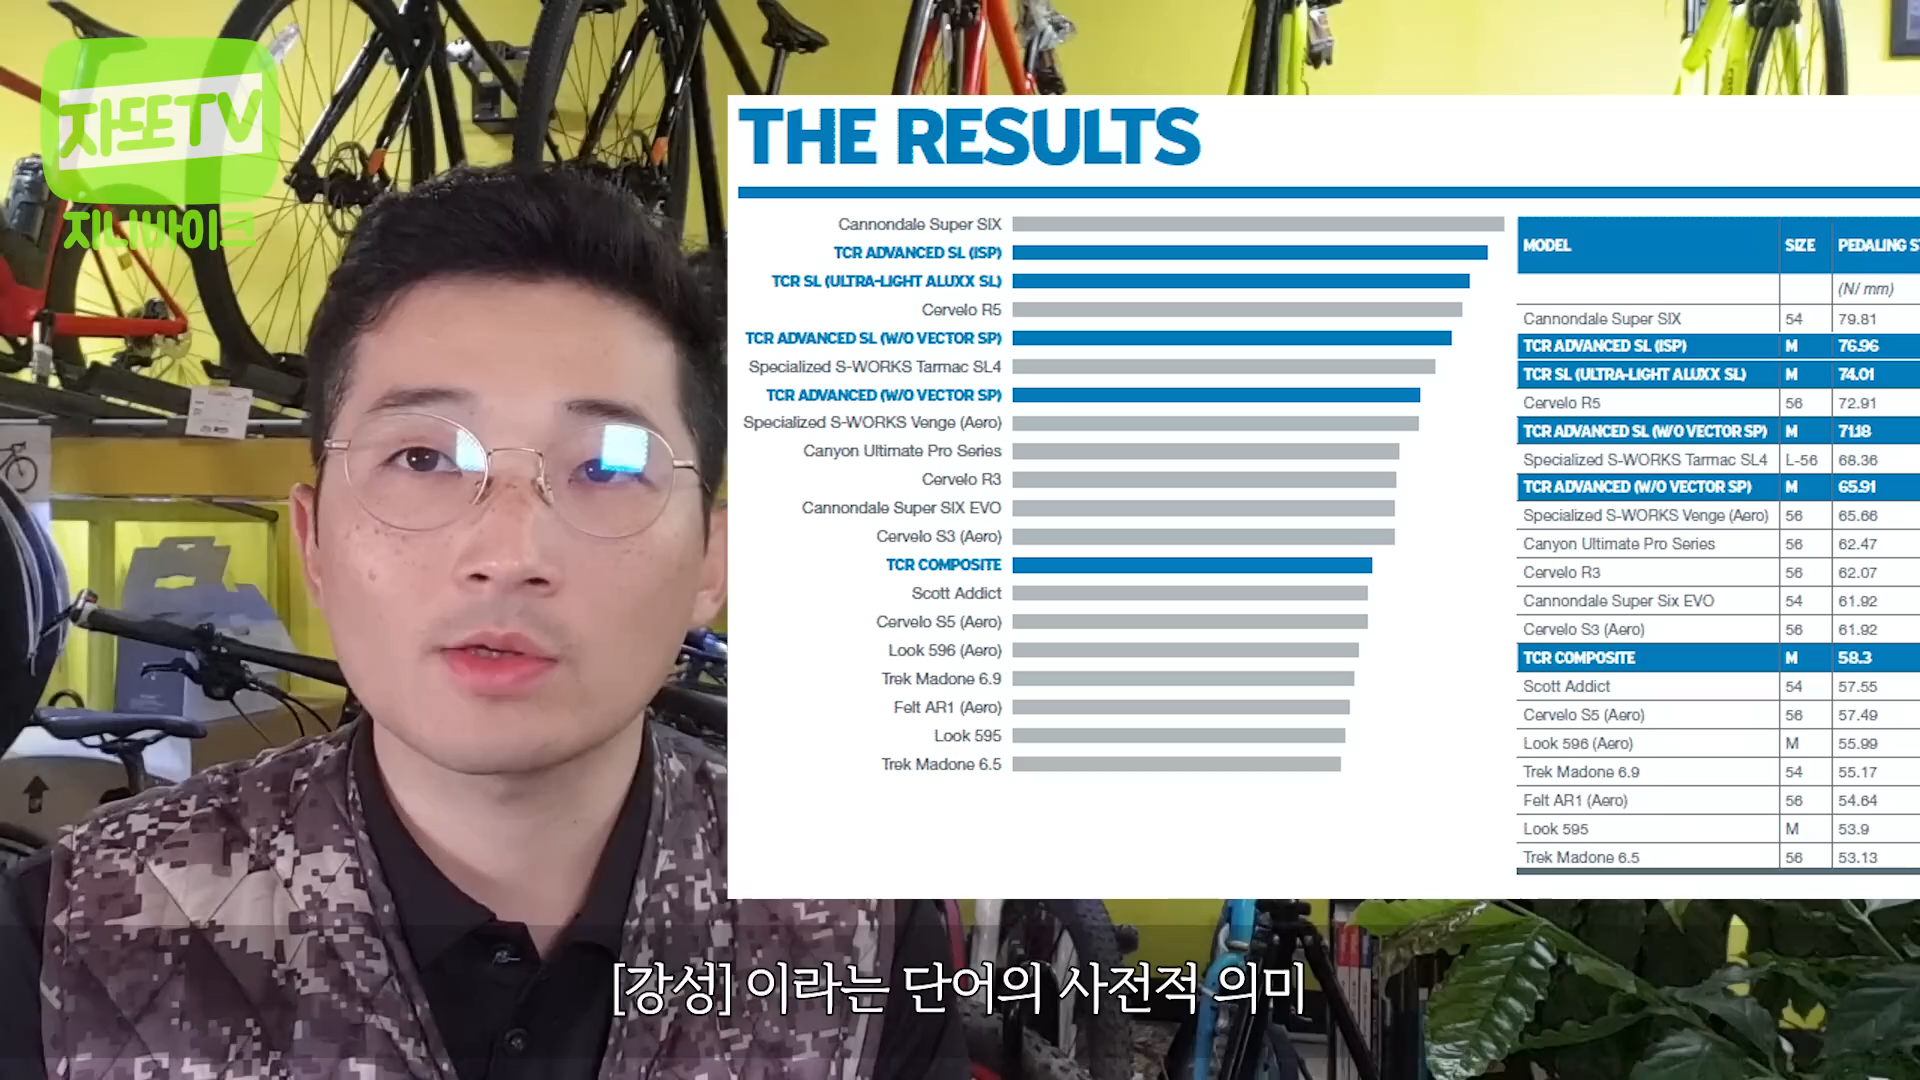 자또TV
지니바이크
THE RESULTS
Cannondale Super SIX
TCR ADVANCED SL (ISP)
TCR SL (ULTRA-LIGHT ALUXX SL)
Cervelo R5
TCR ADVANCED SL (W/O VECTOR SP)
Specialized S-WORKS Tarmac SL4
TCR ADVANCED (W/O VECTOR SP)
Specialized S-WORKS Venge (Aero)
Canyon Ultimate Pro Series
Cervelo R3
Cannondale Super SIX EVO
Cervelo S3 (Aero)
TCR COMPOSITE
Scott Addict
Cervelo S5 (Aero)
Look 596 (Aero)
Trek Madone 6.9
Felt AR1 (Aero)
Look 595
Trek Madone 6.5
MODEL SIZE PEDALING ST
(N/ mm)
Cannondale Super SIX 54 79.81
TCR ADVANCED SL (ISP) M 76.96
TCR SL (ULTRA-LIGHT ALUXX SL) M 74.01
Cervelo R5 56 72.91
TCR ADVANCED SL (W/O VECTOR SP) M 71.18
Specialized S-WORKS Tarmac SL4 L-56 68.36
TCR ADVANCED (W/O VECTOR SP) M 65.91
Specialized S-WORKS Venge (Aero) 56 65.66
Canyon Ultimate Pro Series 56 62.47
Cervelo R3 56 62.07
Cannondale Super Six EVO 54 61.92
Cervelo S3 (Aero) 56 61.92
TCR COMPOSITE M 58.3
Scott Addict 54 57.55
Cervelo S5 (Aero) 56 57.49
Look 596 (Aero) M 55.99
Trek Madone 6.9 54 55.17
Felt AR1 (Aero) 56 54.64
Look 595 M 53.9
Trek Madone 6.5 56 53.13
[강성] 이라는 단어의 사전적 의미